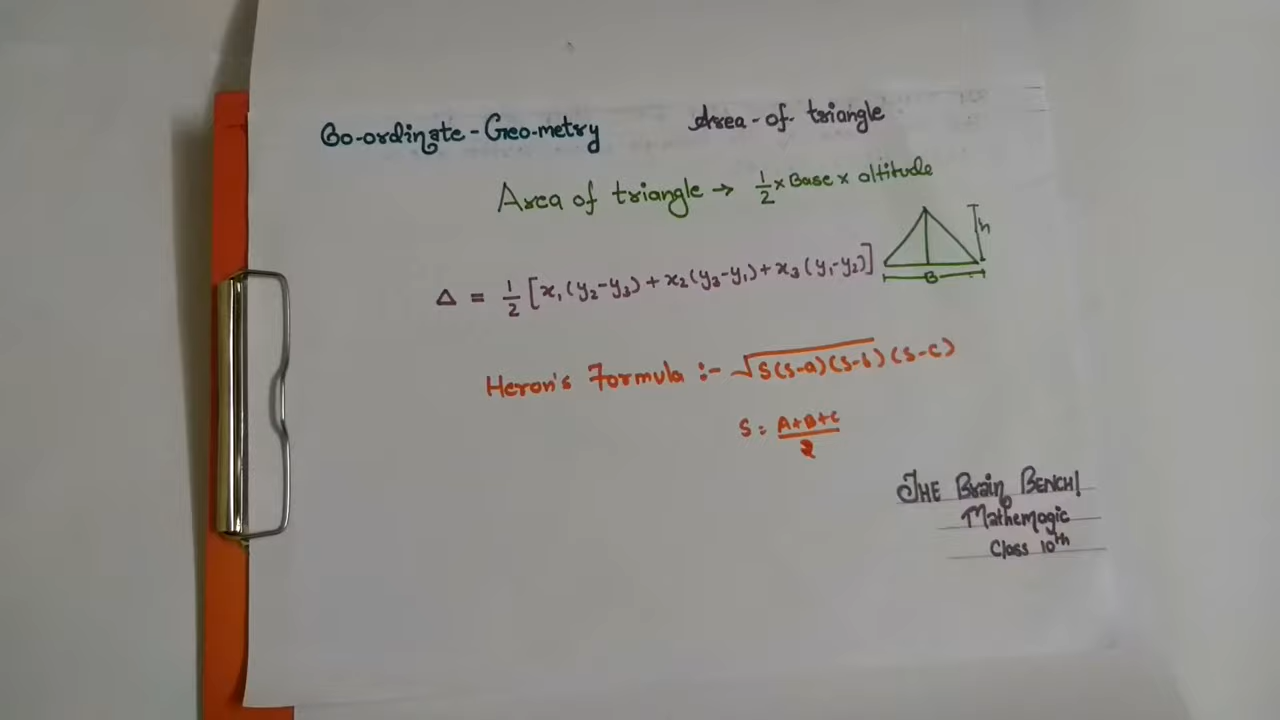 Co-ordinate-Geo-metry Area-of-triangle
Area of triangle → 1/2 × Base × altitude
h
B
Δ = 1/2 [x₁(y₂-y₃)+x₂(y₃-y₁)+x₃(y₁-y₂)]
Heron's Formula :- √S(S-a)(S-b)(S-c)
S = A+B+C/2
THE Brain BENCH!
Mathemagic
Class 10th